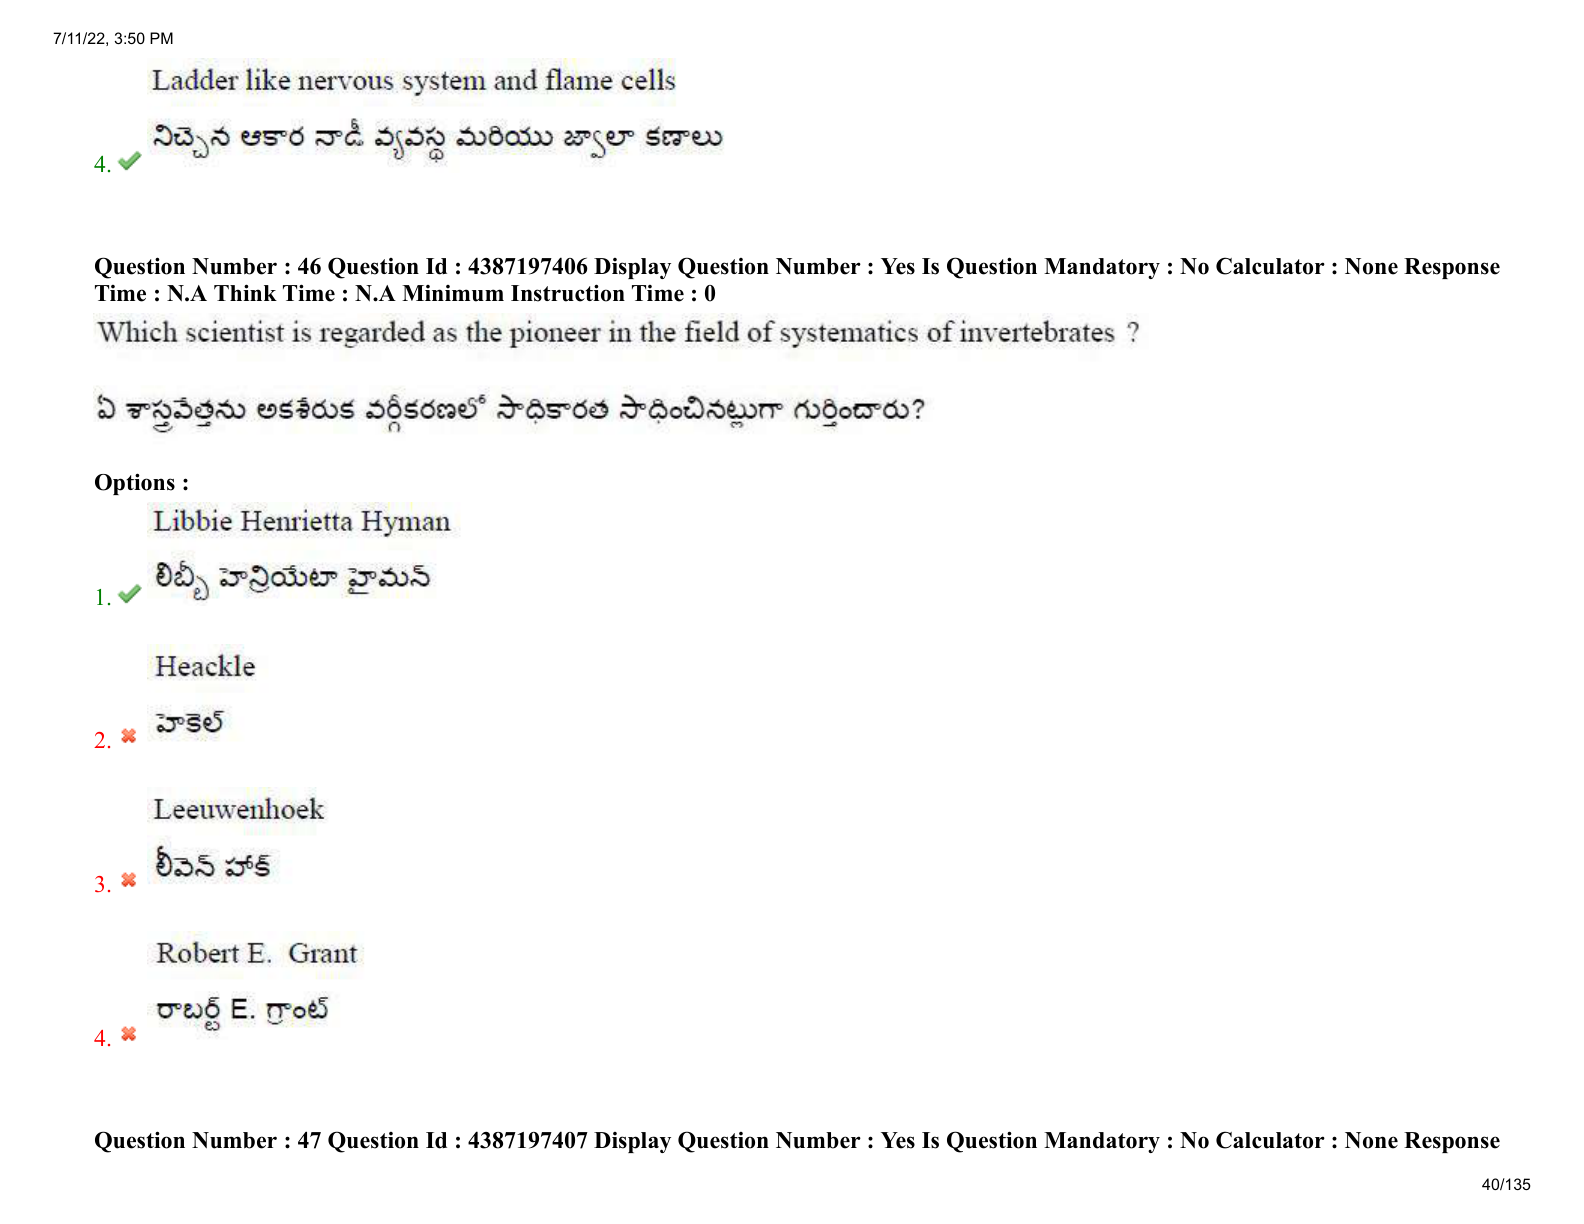 7/11/22, 3:50 PM
Ladder like nervous system and flame cells
నిచ్చెన ఆకార నాడీ వ్యవస్థ మరియు జ్వాలా కణాలు
4.
Question Number : 46 Question Id : 4387197406 Display Question Number : Yes Is Question Mandatory : No Calculator : None Response
Time : N.A Think Time : N.A Minimum Instruction Time : 0
Which scientist is regarded as the pioneer in the field of systematics of invertebrates ?
ఏ శాస్త్రవేత్తను అకశేరుక వర్గీకరణలో సాధికారత సాధించినట్లుగా గుర్తిందారు?
Options :
Libbie Henrietta Hyman
లిబ్బీ హెన్రియేటా హైమన్
1.
Heackle
హెకెల్
2.
Leeuwenhoek
లీవెన్ హాక్
3.
Robert E. Grant
రాబర్ట్ E. గ్రాంట్
4.
Question Number : 47 Question Id : 4387197407 Display Question Number : Yes Is Question Mandatory : No Calculator : None Response
40/135